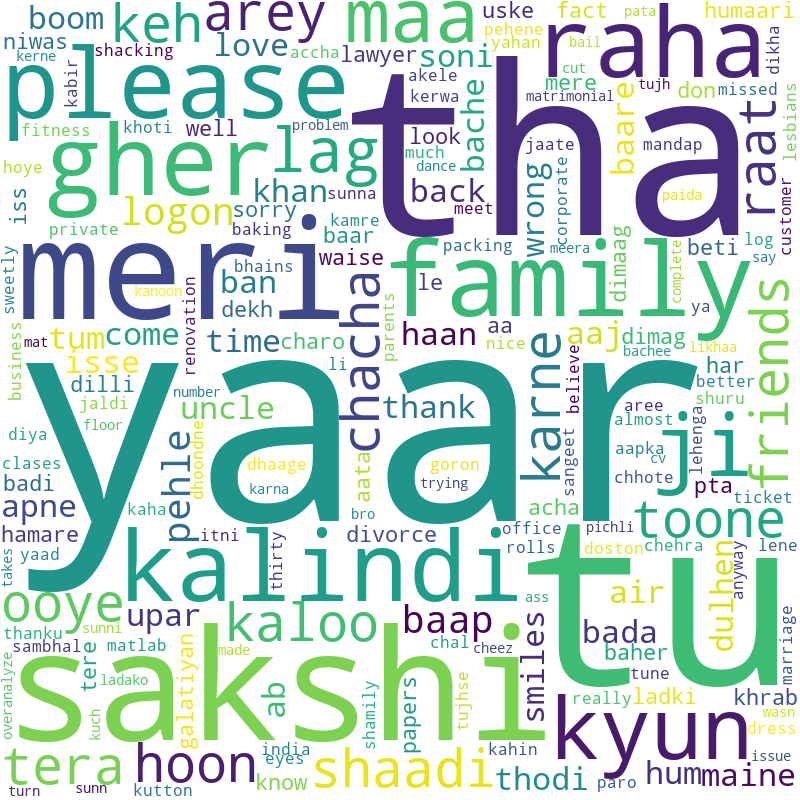 boom
keh
arey
maa
uske
fact
humaari
niwas
shacking
pehene
pata
kerne
kabir
love
accha
lawyer
soni
yahan
bail
raha
dikha
please
tha
akele
mere
cut
tujh
don
missed
fitness
khoti
well
problem
kerwa
bache
look
matrimonial
baare
raat
lesbians
hoye
gher
lag
much
dance
jaate
mandap
iss
khan
sunna
back
meet
wrong
corporate
paida
customer
private
logon
sorry
kamre
baking
baar
packing
meera
dimaag
beti
log
say
sweetly
meri
bhains
waise
family
complete
kanoon
ban
dekh
le
ya
business
mat
renovation
tum
come
time
charo
parents
chacha
haan
aa
nice
aaj
dimag
bachee
likhaa
isse
li
believe
har
better
friends
dilli
number
yaar
karne
almost
shuru
jaldi
uncle
thank
floor
diya
pehle
dhoondne
dhaage
aata
goron
sangeet
aree
lehenga
ji
clases
karna
trying
aapka
cv
badi
chhote
pta
ticket
apne
kaha
bro
acha
toone
hamare
itni
divorce
office
pichli
yaad
thirty
rolls
doston
chehra
lene
takes
kalindi
tu
anyway
ooye
upar
kaloo
baap
ass
air
dulhen
thanku
sunni
bada
sambhal
matlab
made
chal
cheez
smiles
baher
marriage
overanalyze
tere
ladako
galatiyan
sakshi
ab
shamily
papers
tujhse
tune
issue
wasn
kuch
really
ladki
khrab
dress
tera
hoon
india
eyes
kahin
kyun
know
shaadi
thodi
paro
hum
maine
issue
turn
sunn
kutton